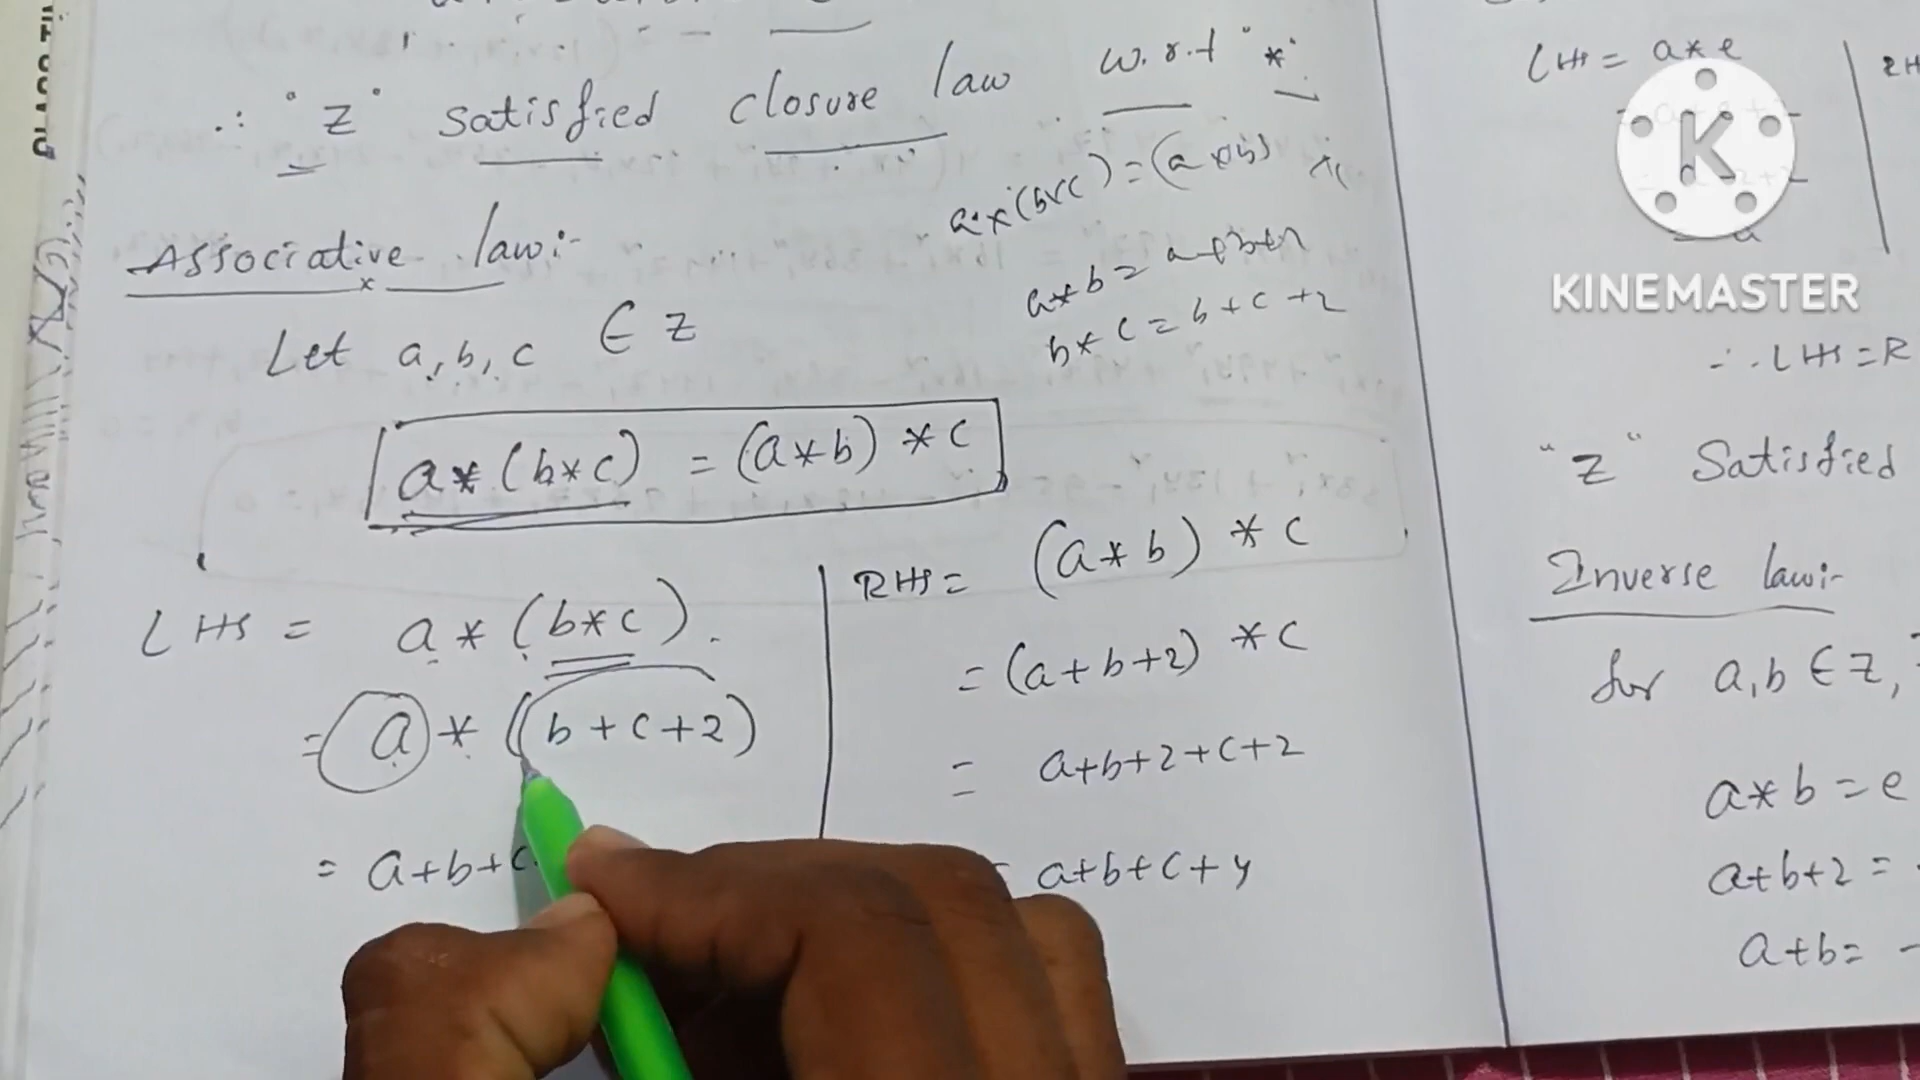 ∴ "Z" satisfied closure law w.r.t "*"
Associative law:-
a*(b*c) = (a*b) *c
a*b = a+b+2
b*c = b+c+2
Let a,b,c ∈ Z
a*(b*c) = (a*b) *c
LHS = a*(b*c).
= a*(b+c+2)
= a+b+c
RHS = (a*b) *c
= (a+b+2) *c
= a+b+2+c+2
= a+b+c+4
LHS = a*e
KINEMASTER
∴ LHS = R
"Z" Satisfied
Inverse law:-
for a,b ∈ Z,
a*b = e
a+b+2 =
a+b =